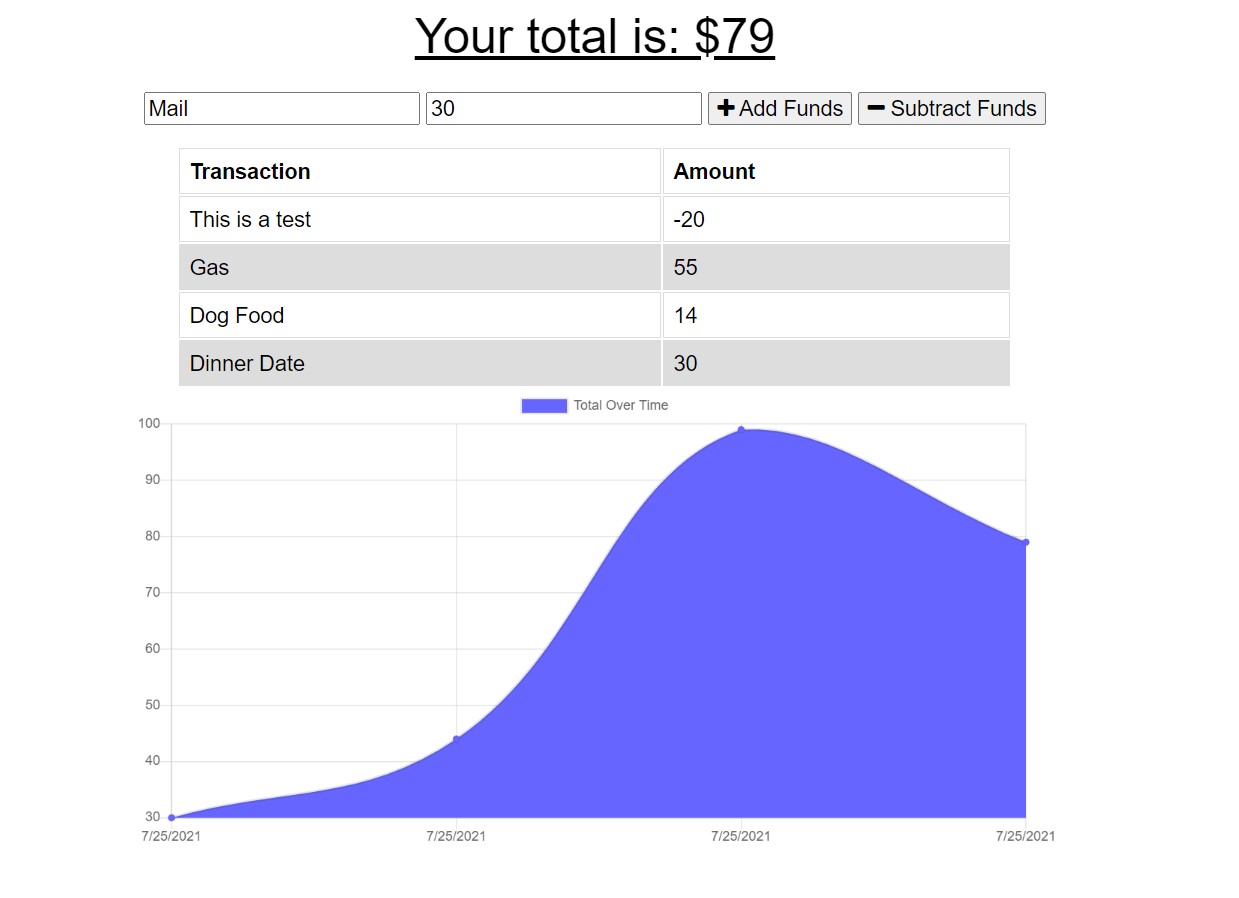 Your total is: $79
Mail 30 Add Funds Subtract Funds
Transaction Amount
This is a test -20
Gas 55
Dog Food 14
Dinner Date 30
Total Over Time
100
90
80
70
60
50
40
30
7/25/2021 7/25/2021 7/25/2021 7/25/2021